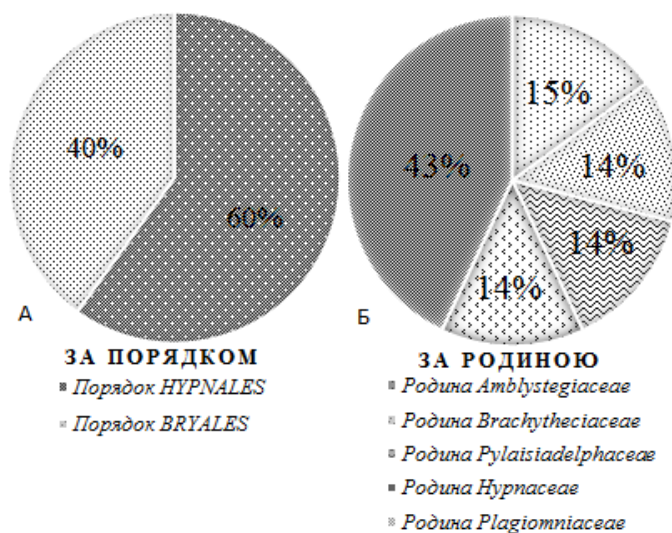 40%
60%
А
ЗА ПОРЯДКОМ
Порядок HYPNALES
Порядок BRYALES
15%
14%
14%
14%
43%
Б
ЗА РОДИНОЮ
Родина Amblystegiaceae
Родина Brachytheciaceae
Родина Pylaisiadelphaceae
Родина Hypnaceae
Родина Plagiomniaceae